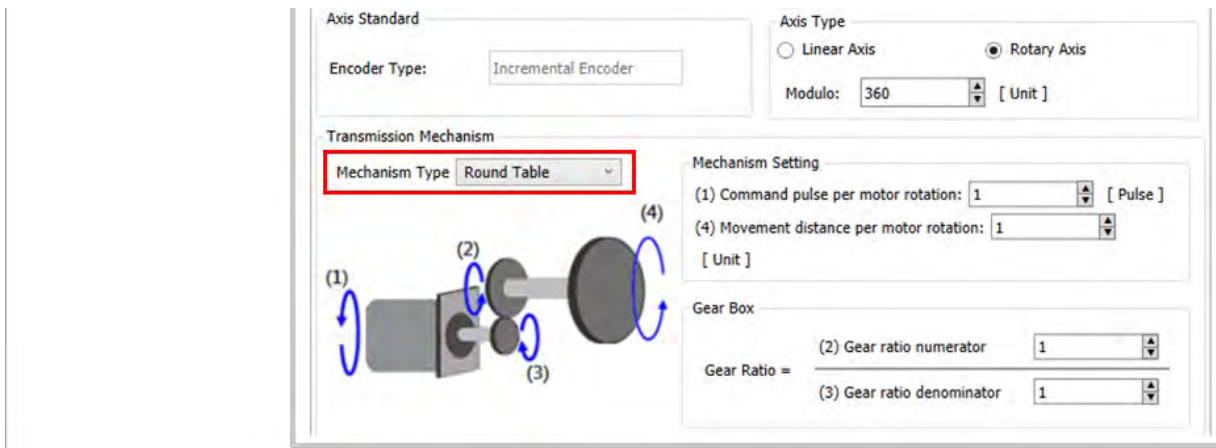 Axis Standard
Encoder Type: Incremental Encoder
Axis Type
Linear Axis Rotary Axis
Modulo: 360 [ Unit ]
Transmission Mechanism
Mechanism Type Round Table
(1)
(2)
(3)
(4)
Mechanism Setting
(1) Command pulse per motor rotation: 1 [ Pulse ]
(4) Movement distance per motor rotation: 1
[ Unit ]
Gear Box
Gear Ratio =
(2) Gear ratio numerator 1
(3) Gear ratio denominator 1